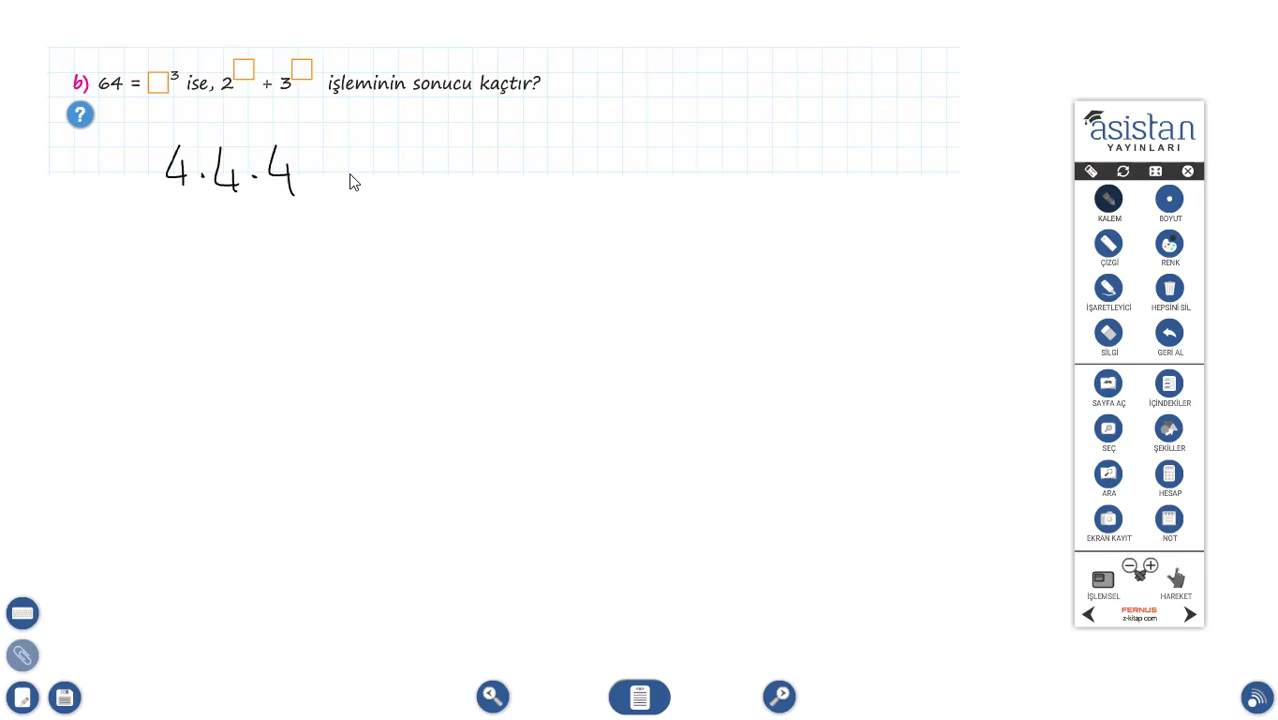 b) 64 = □³ ise, 2^□ + 3^□ işleminin sonucu kaçtır?
?
4 . 4 . 4
asistan
YAYINLARI
KALEM BOYUT
ÇİZGİ RENK
İŞARETLEYİCİ HEPSİNİ SİL
SİLGİ GERİ AL
SAYFA AÇ İÇİNDEKİLER
SEÇ ŞEKİLLER
ARA HESAP
EKRAN KAYIT NOT
İŞLEMSEL HAREKET
FERNUS
z-kitap.com